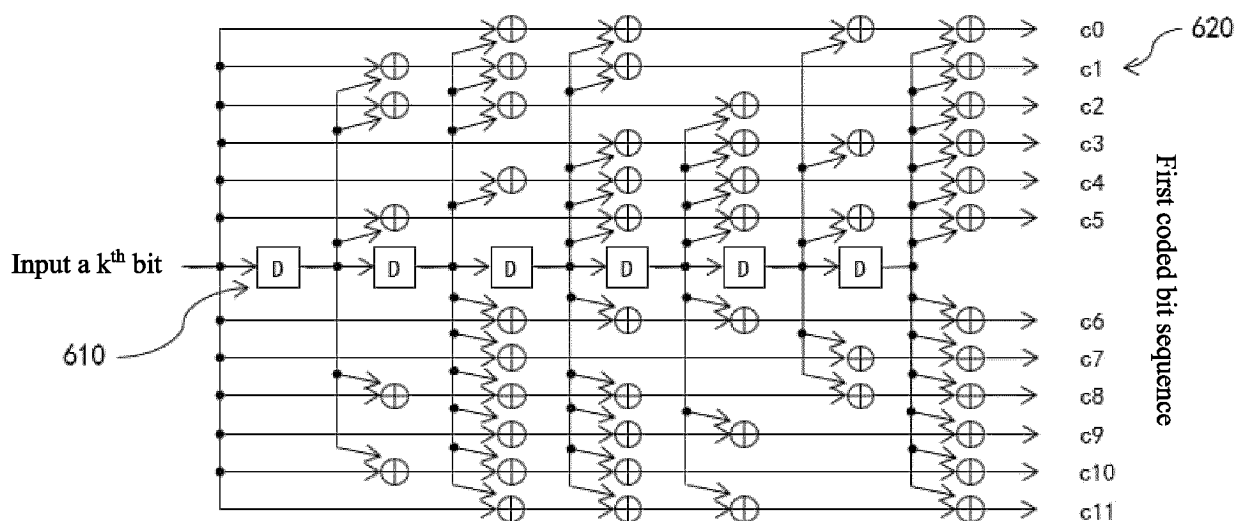 c0
620
c1
c2
c3
c4
c5
First coded bit sequence
Input a kth bit
D D D D D D
610
c6
c7
c8
c9
c10
c11